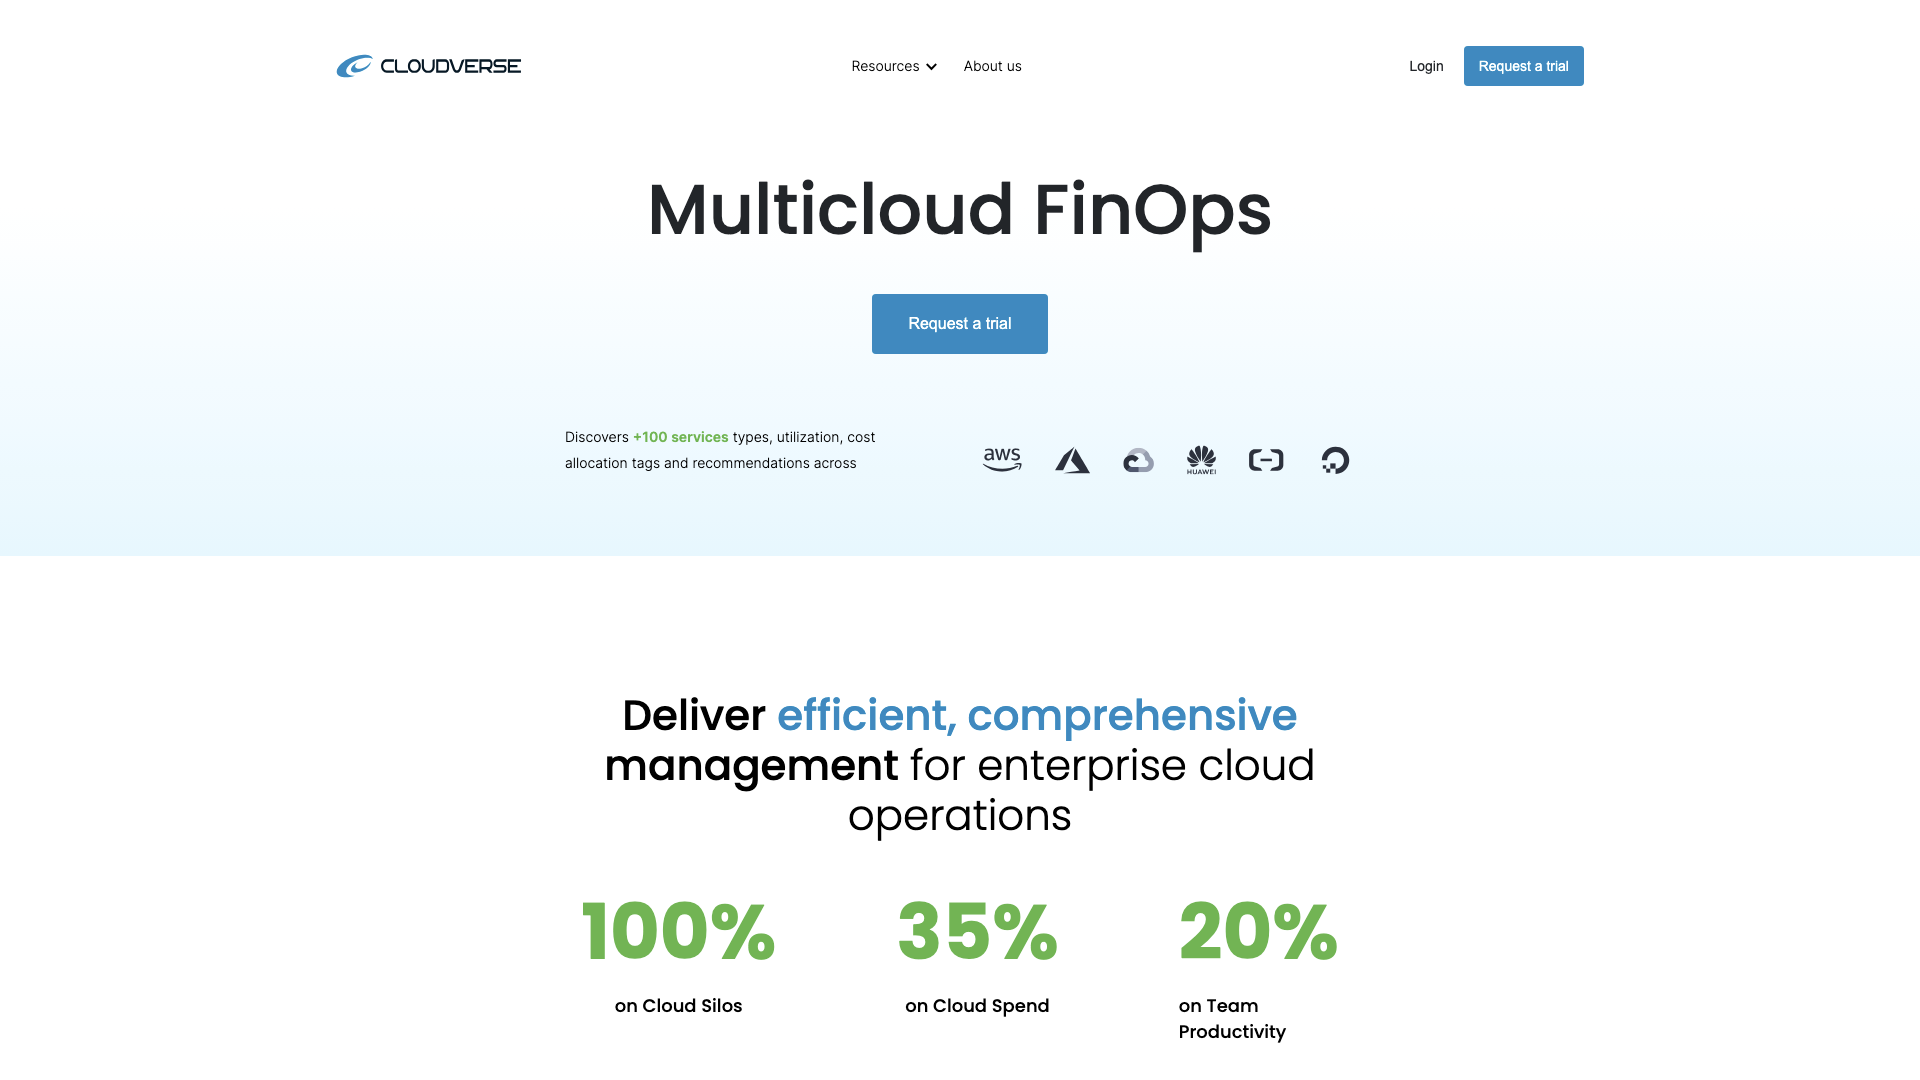 CLOUDVERSE
Resources
About us
Login
Request a trial
Multicloud FinOps
Request a trial
Discovers +100 services types, utilization, cost
allocation tags and recommendations across
aws
HUAWEI
Deliver efficient, comprehensive
management for enterprise cloud
operations
100%
35%
20%
on Cloud Silos
on Cloud Spend
on Team
Productivity